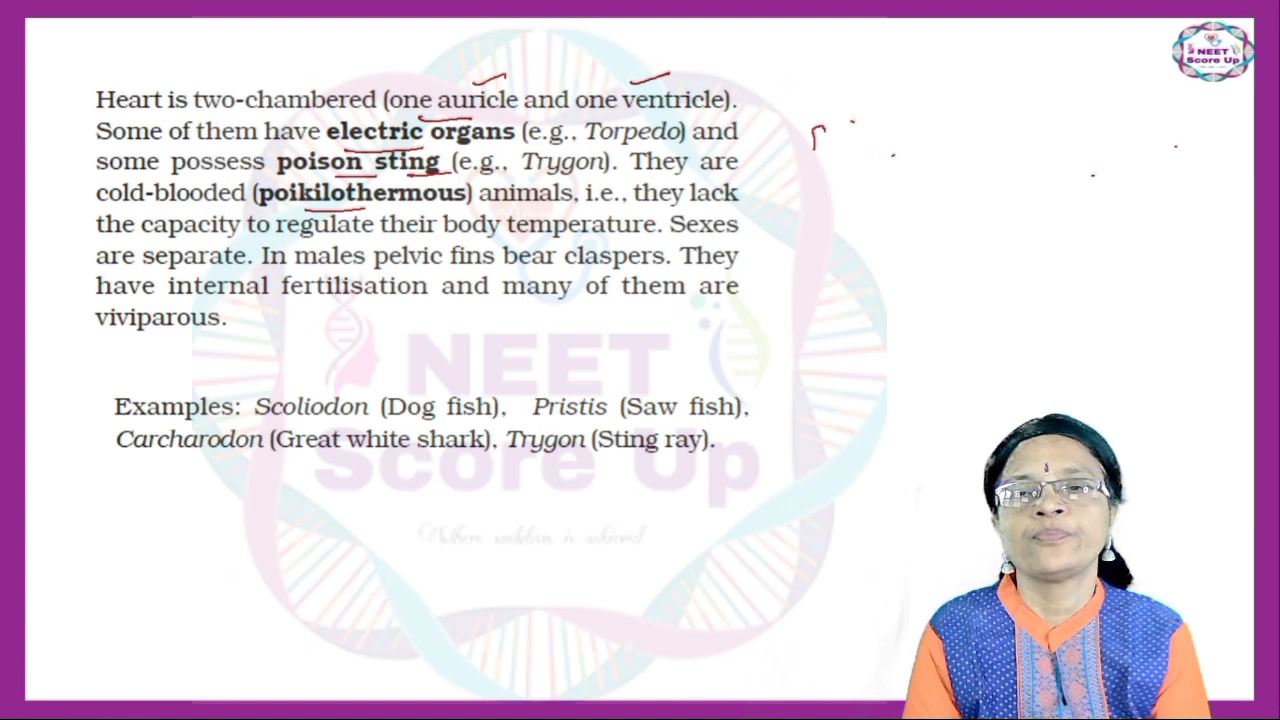 NEET
Score Up
Heart is two-chambered (one auricle and one ventricle).
Some of them have electric organs (e.g., Torpedo) and
some possess poison sting (e.g., Trygon). They are
cold-blooded (poikilothermous) animals, i.e., they lack
the capacity to regulate their body temperature. Sexes
are separate. In males pelvic fins bear claspers. They
have internal fertilisation and many of them are
viviparous.
NEET
Examples: Scoliodon (Dog fish), Pristis (Saw fish),
Carcharodon (Great white shark), Trygon (Sting ray).
Score Up